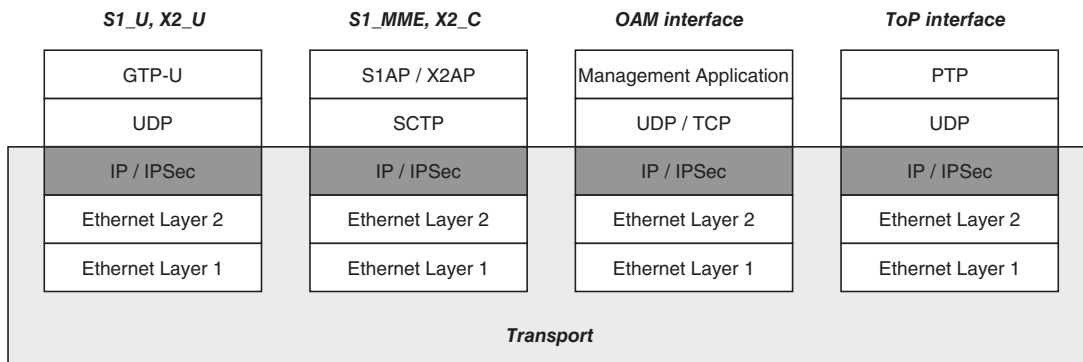 S1_U, X2_U
S1_MME, X2_C
OAM interface
ToP interface
GTP-U
S1AP / X2AP
Management Application
PTP
UDP
SCTP
UDP / TCP
UDP
IP / IPSec
IP / IPSec
IP / IPSec
IP / IPSec
Ethernet Layer 2
Ethernet Layer 2
Ethernet Layer 2
Ethernet Layer 2
Ethernet Layer 1
Ethernet Layer 1
Ethernet Layer 1
Ethernet Layer 1
Transport